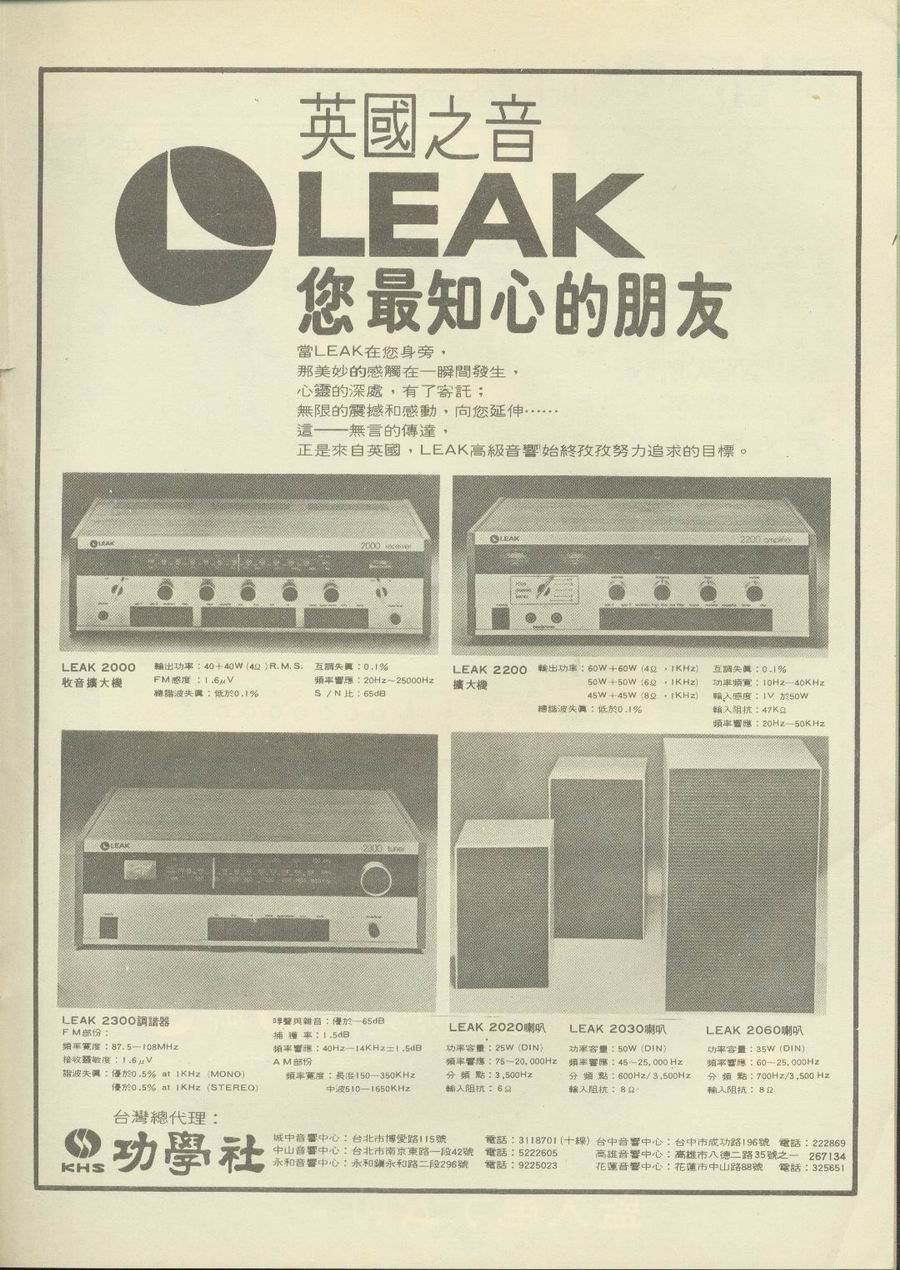 英國之音
LEAK
您最知心的朋友
當LEAK在您身旁，
那美妙的感觸在一瞬間發生，
心靈的深處，有了寄託；
無限的震撼和感動，向您延伸……
這——無言的傳達，
正是來自英國，LEAK高級音響始終孜孜努力追求的目標。
LEAK
2000 receiver
LEAK
2200 amplifier
LEAK 2000
收音擴大機
輸出功率：40+40W (4Ω) R.M.S.
FM感度：1.6μV
總諧波失真：低於0.1%
互調失真：0.1%
頻率響應：20Hz～25000Hz
S / N 比：65dB
LEAK 2200
擴大機
輸出功率：60W+60W (4Ω，1KHz)
50W+50W (6Ω，1KHz)
45W+45W (8Ω，1KHz)
總諧波失真：低於0.1%
互調失真：0.1%
功率頻寬：10Hz—40KHz
輸入感度：1V 於50W
輸入阻抗：47KΩ
頻率響應：20Hz—50KHz
LEAK
2300 tuner
LEAK 2300調諧器
FM部份：
頻率寬度：87.5—108MHz
接收靈敏度：1.6μV
諧波失真：優於0.5% at 1KHz (MONO)
優於0.5% at 1KHz (STEREO)
哼聲與雜音：優於—65dB
捕獲率：1.5dB
頻率響應：40Hz—14KHz±1.5dB
AM部份
頻率寬度：長波150—350KHz
中波510—1650KHz
LEAK 2020喇叭
功率容量：25W (DIN)
頻率響應：75—20,000Hz
分頻點：3,500Hz
輸入阻抗：6Ω
LEAK 2030喇叭
功率容量：50W (DIN)
頻率響應：45—25,000Hz
分頻點：600Hz/3,500Hz
輸入阻抗：8Ω
LEAK 2060喇叭
功率容量：35W (DIN)
頻率響應：60—25,000Hz
分頻點：700Hz/3,500Hz
輸入阻抗：8Ω
台灣總代理：
KHS
功學社
城中音響中心：台北市博愛路115號 電話：3118701(十線)
中山音響中心：台北市南京東路一段42號 電話：5222605
永和音響中心：永和鎮永和路二段296號 電話：9225023
台中音響中心：台中市成功路196號 電話：222869
高雄音響中心：高雄市八德二路35號之一 267134
花蓮音響中心：花蓮市中山路88號 電話：325651